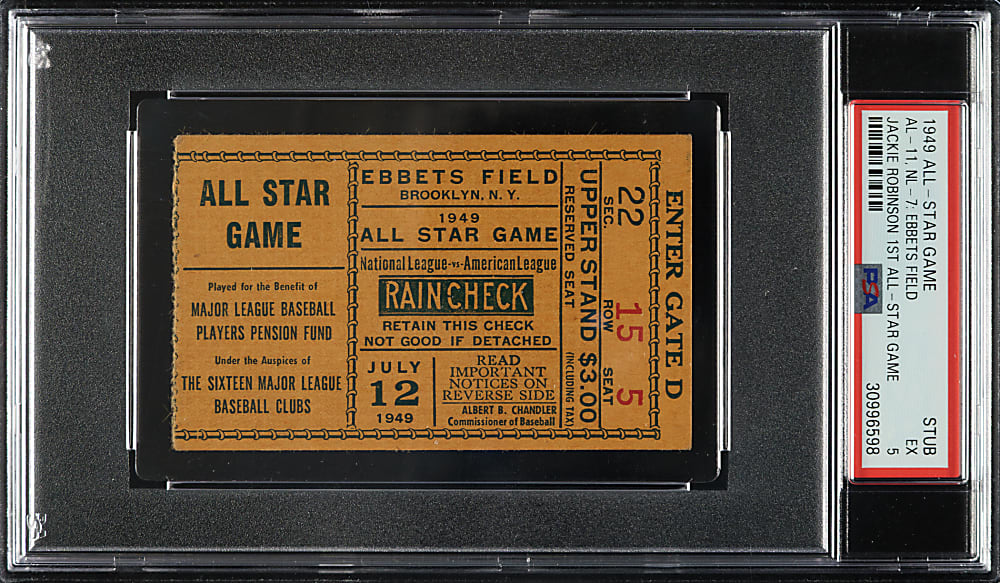 ALL STAR
GAME
Played for the Benefit of
MAJOR LEAGUE BASEBALL
PLAYERS PENSION FUND
Under the Auspices of
THE SIXTEEN MAJOR LEAGUE
BASEBALL CLUBS
EBBETS FIELD
BROOKLYN, N. Y.
1949
ALL STAR GAME
National League -vs- American League
RAIN CHECK
RETAIN THIS CHECK
NOT GOOD IF DETACHED
JULY
12
1949
READ
IMPORTANT
NOTICES ON
REVERSE SIDE
ALBERT B. CHANDLER
Commissioner of Baseball
ENTER GATE D
22 15 5
SEC. ROW SEAT
UPPER STAND $3.00
RESERVED SEAT (INCLUDING TAX)
1949 ALL-STAR GAME STUB
AL-11, NL-7; EBBETS FIELD EX
JACKIE ROBINSON 1ST ALL-STAR GAME 5
PSA 30996598